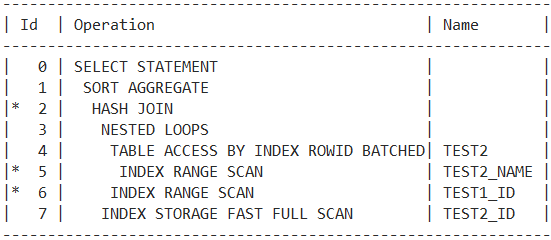 --------------------------------------------------------------
| Id  | Operation                              | Name        |
--------------------------------------------------------------
|   0 | SELECT STATEMENT                       |             |
|   1 |  SORT AGGREGATE                        |             |
|*  2 |   HASH JOIN                            |             |
|   3 |    NESTED LOOPS                        |             |
|   4 |     TABLE ACCESS BY INDEX ROWID BATCHED| TEST2       |
|*  5 |      INDEX RANGE SCAN                  | TEST2_NAME  |
|*  6 |     INDEX RANGE SCAN                   | TEST1_ID    |
|   7 |    INDEX STORAGE FAST FULL SCAN        | TEST2_ID    |
--------------------------------------------------------------